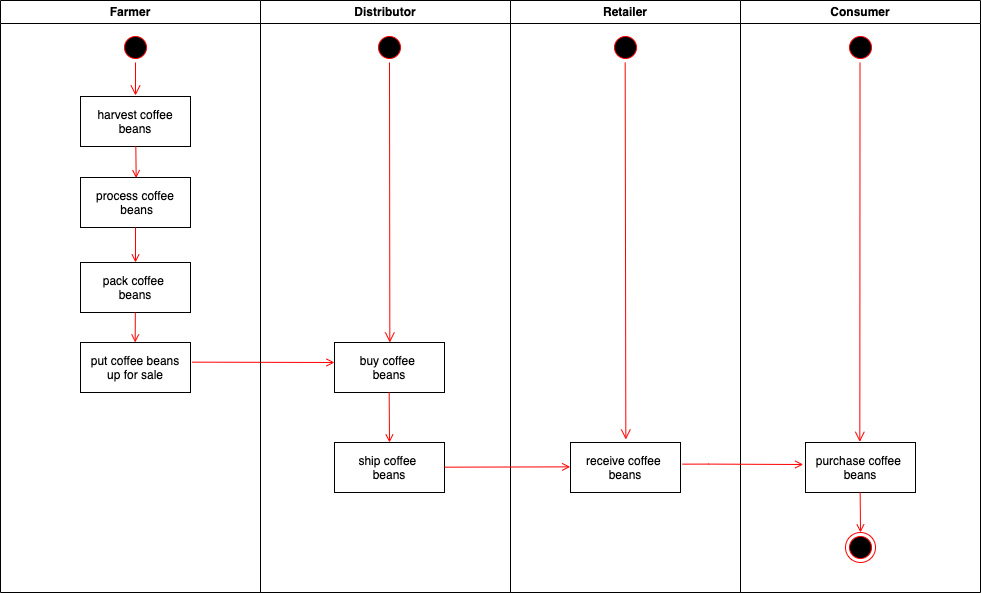 Farmer
Distributor
Retailer
Consumer
harvest coffee
beans
process coffee
beans
pack coffee
beans
put coffee beans
up for sale
buy coffee
beans
ship coffee
beans
receive coffee
beans
purchase coffee
beans